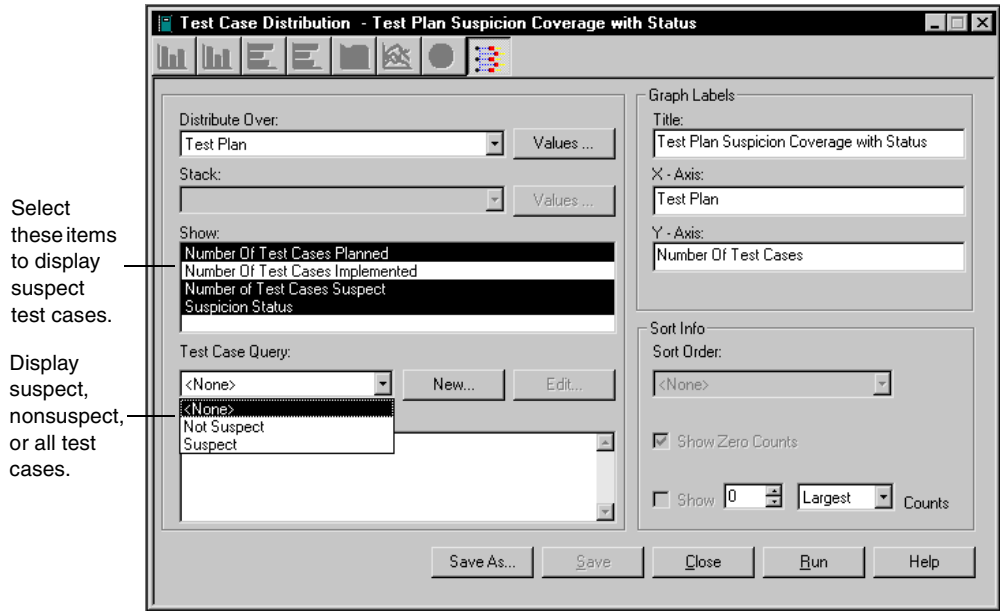 Test Case Distribution - Test Plan Suspicion Coverage with Status
Distribute Over:
Test Plan
Values ...
Stack:
Values ...
Show:
Number Of Test Cases Planned
Number Of Test Cases Implemented
Number of Test Cases Suspect
Suspicion Status
Test Case Query:
<None>
New...
Edit...
<None>
Not Suspect
Suspect
Graph Labels
Title:
Test Plan Suspicion Coverage with Status
X - Axis:
Test Plan
Y - Axis:
Number Of Test Cases
Sort Info
Sort Order:
<None>
Show Zero Counts
Show 0 Largest Counts
Save As...
Save
Close
Run
Help
Select
these items
to display
suspect
test cases.
Display
suspect,
nonsuspect,
or all test
cases.